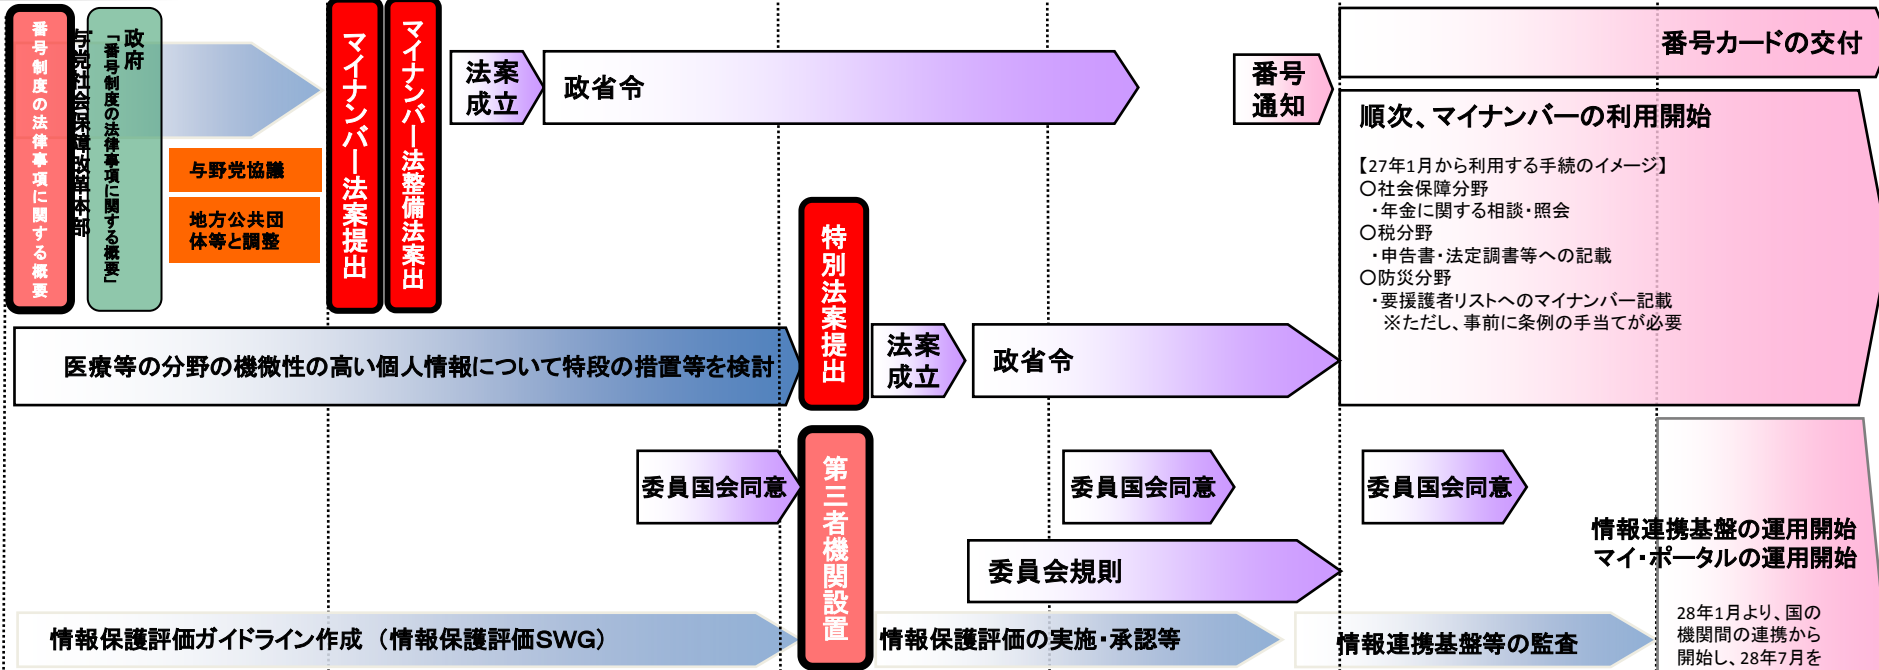 番号制度の法律事項に関する概要
与党社会保障改革本部
政府
「番号制度の法律事項に関する概要」
与野党協議
地方公共団
体等と調整
マイナンバー法案提出
マイナンバー法整備法案出
法案
成立
政省令
番号
通知
番号カードの交付
順次、マイナンバーの利用開始
【27年1月から利用する手続のイメージ】
○社会保障分野
・年金に関する相談・照会
○税分野
・申告書・法定調書等への記載
○防災分野
・要援護者リストへのマイナンバー記載
※ただし、事前に条例の手当てが必要
医療等の分野の機微性の高い個人情報について特段の措置等を検討
特別法案提出
法案
成立
政省令
委員国会同意
第三者機関設置
委員国会同意
委員国会同意
委員会規則
情報連携基盤の運用開始
マイ・ポータルの運用開始
28年1月より、国の
機関間の連携から
開始し、28年7月を
情報保護評価ガイドライン作成（情報保護評価SWG）
情報保護評価の実施・承認等
情報連携基盤等の監査